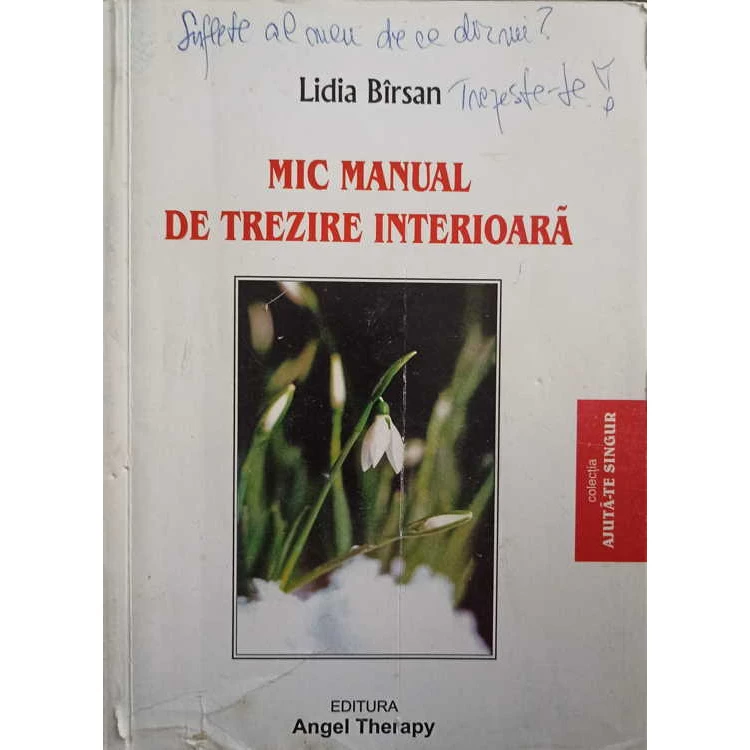 Suflete al meu de ce dormi?
Trezeste-te!
Lidia Bîrsan
MIC MANUAL
DE TREZIRE INTERIOARĂ
colecția
AJUTĂ-TE SINGUR
EDITURA
Angel Therapy